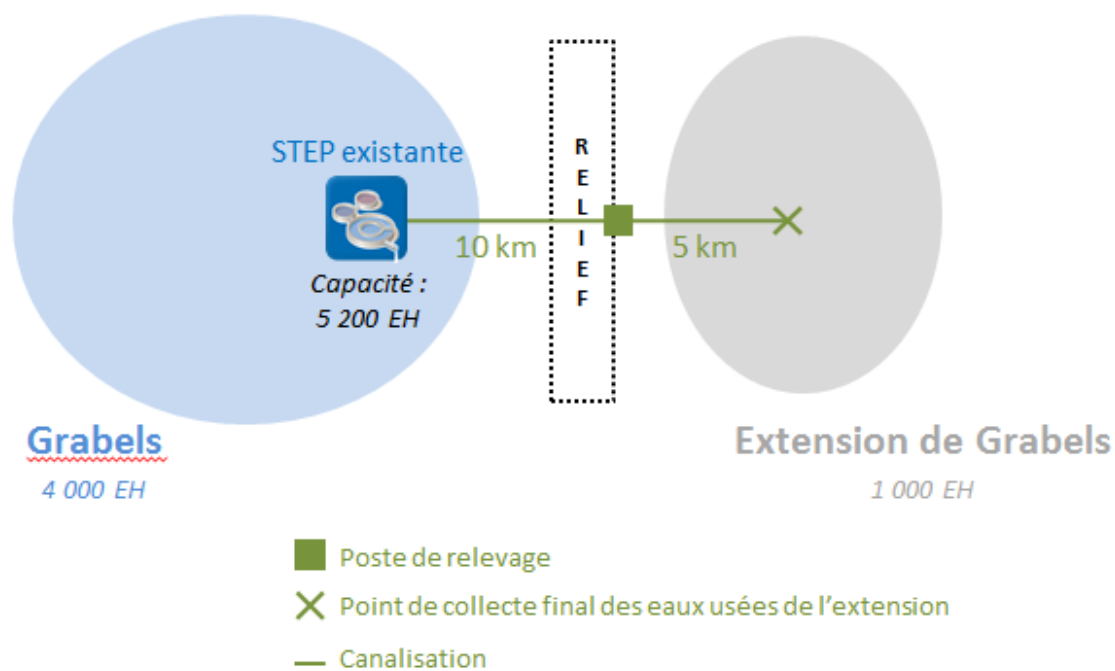 STEP existante
Capacité :
5 200 EH
10 km
RELIEF
5 km
Grabels
4 000 EH
Extension de Grabels
1 000 EH
Poste de relevage
Point de collecte final des eaux usées de l'extension
Canalisation